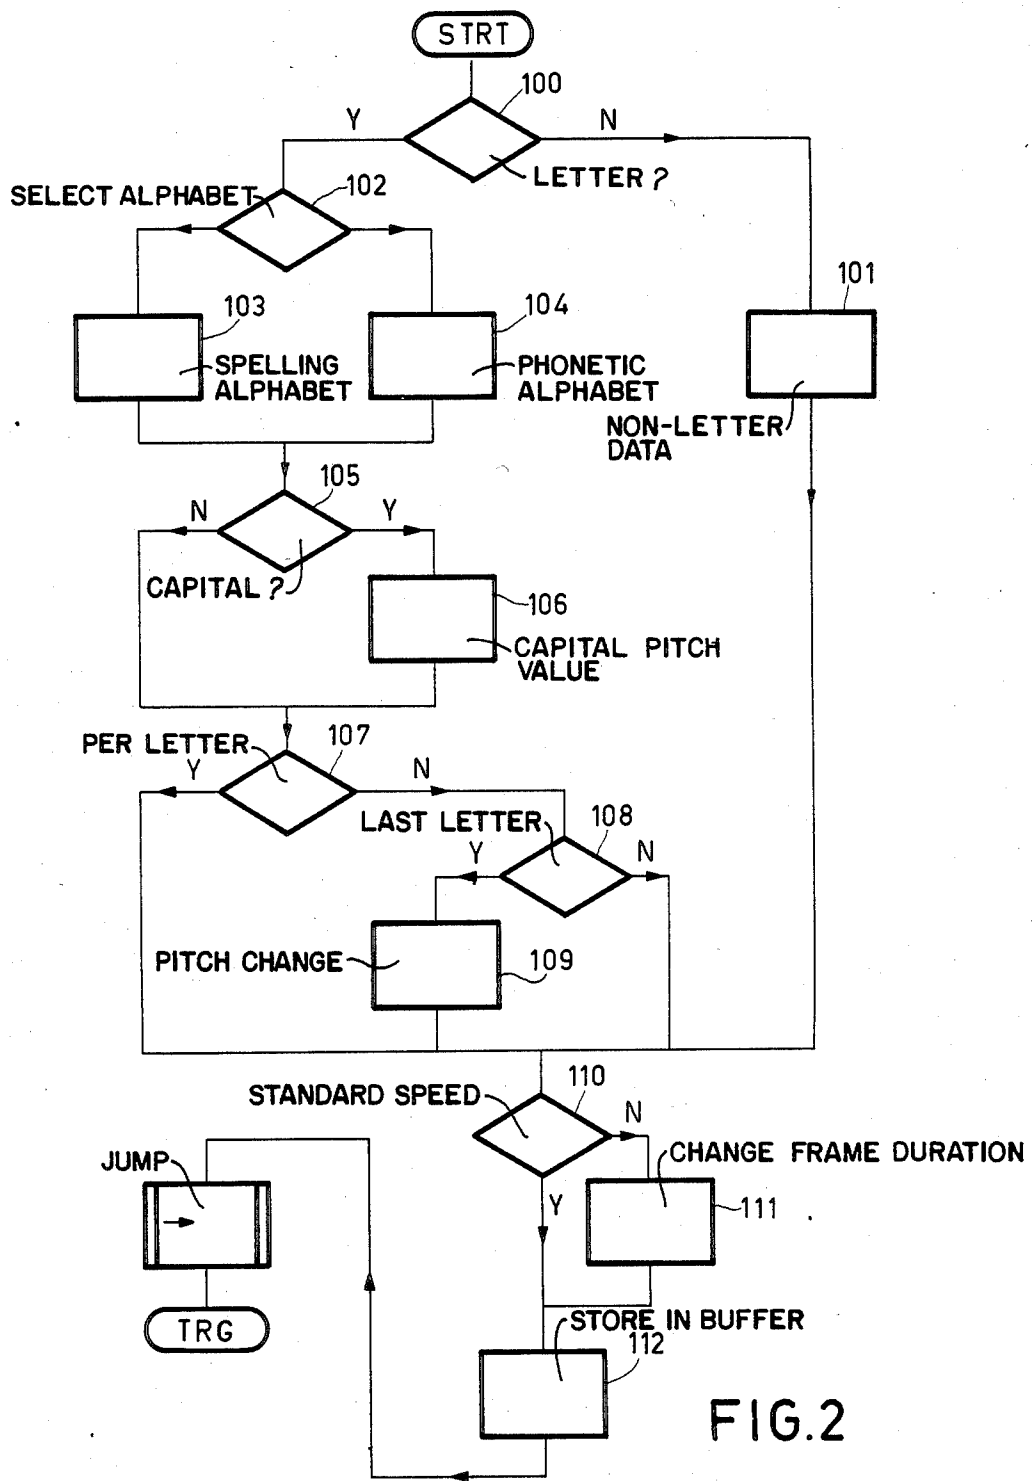 STRT
100
Y
N
LETTER?
SELECT ALPHABET
102
101
103
104
SPELLING
ALPHABET
PHONETIC
ALPHABET
NON-LETTER
DATA
105
N
Y
CAPITAL?
106
CAPITAL PITCH
VALUE
107
PER LETTER
Y
N
LAST LETTER
108
Y
N
PITCH CHANGE
109
110
STANDARD SPEED
N
JUMP
CHANGE FRAME DURATION
Y
111
TRG
STORE IN BUFFER
112
FIG.2